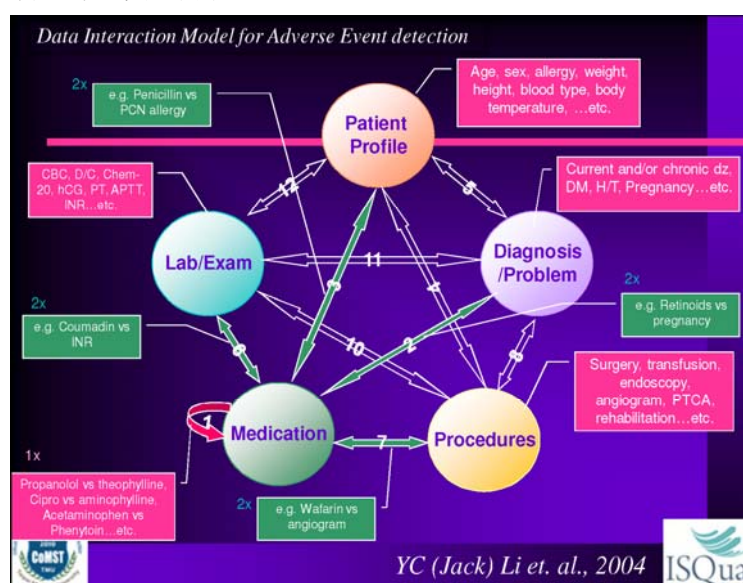 Data Interaction Model for Adverse Event detection
2x
e.g. Penicillin vs
PCN allergy
Age, sex, allergy, weight,
height, blood type, body
temperature, …etc.
Patient
Profile
CBC, D/C, Chem-
20, hCG, PT, APTT,
INR…etc.
12
5
Current and/or chronic dz,
DM, H/T, Pregnancy…etc.
Lab/Exam
11
Diagnosis
/Problem
3
4
2x
2x
e.g. Coumadin vs
INR
e.g. Retinoids vs
pregnancy
10
2
Surgery, transfusion,
endoscopy,
angiogram, PTCA,
rehabilitation…etc.
1
Medication
7
Procedures
1x
Propanolol vs theophylline,
Cipro vs aminophylline,
Acetaminophen vs
Phenytoin…etc.
2x
e.g. Wafarin vs
angiogram
CoMST
TMU
YC (Jack) Li et. al., 2004
ISQua